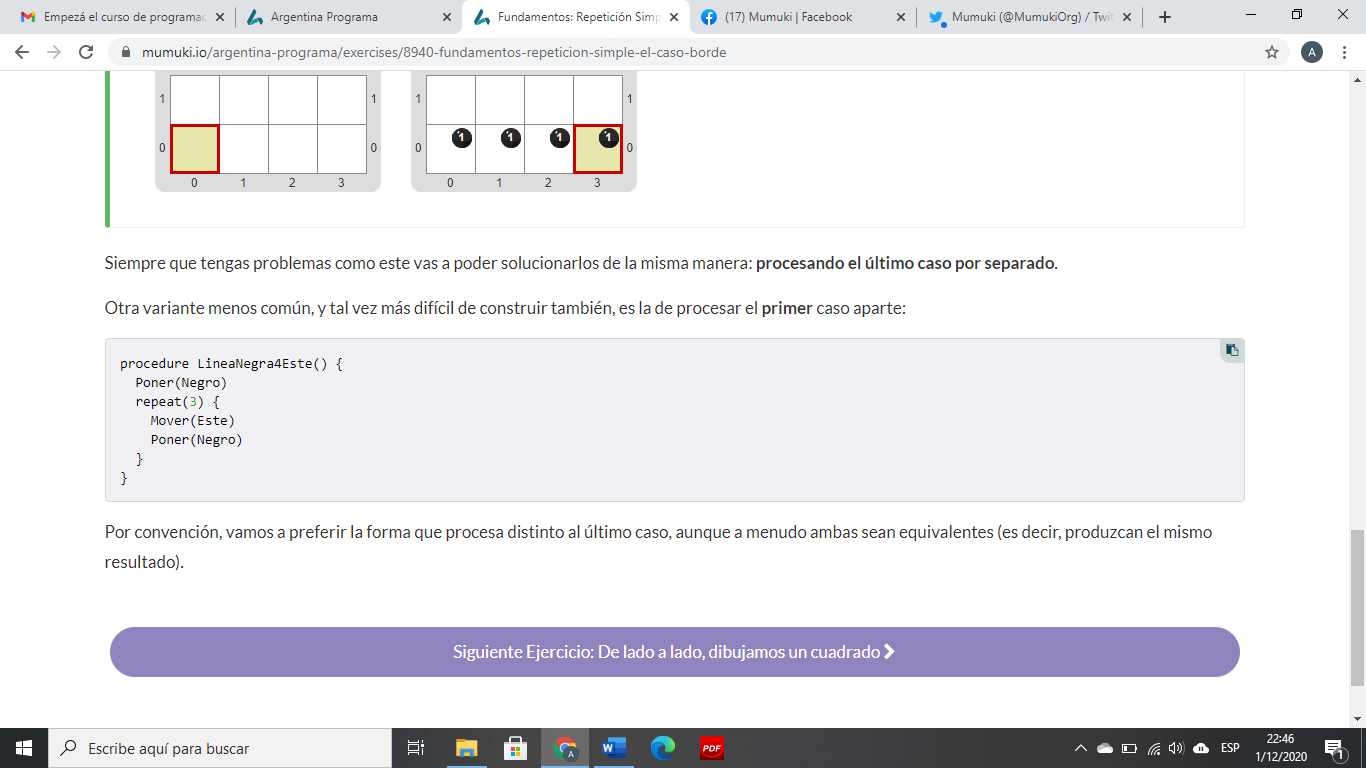 Empezá el curso de programac
Argentina Programa
Fundamentos: Repetición Simp
(17) Mumuki | Facebook
Mumuki (@MumukiOrg) / Twit
mumuki.io/argentina-programa/exercises/8940-fundamentos-repeticion-simple-el-caso-borde
A
1 1 1 1
0 0 0 1 1 1 1 0
0 1 2 3 0 1 2 3
Siempre que tengas problemas como este vas a poder solucionarlos de la misma manera: procesando el último caso por separado.
Otra variante menos común, y tal vez más difícil de construir también, es la de procesar el primer caso aparte:
procedure LineaNegra4Este() {
Poner(Negro)
repeat(3) {
Mover(Este)
Poner(Negro)
}
}
Por convención, vamos a preferir la forma que procesa distinto al último caso, aunque a menudo ambas sean equivalentes (es decir, produzcan el mismo
resultado).
Siguiente Ejercicio: De lado a lado, dibujamos un cuadrado
Escribe aquí para buscar
A
W
PDF
ESP
22:46
1/12/2020
1